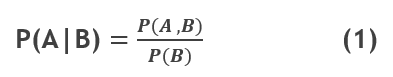 P(A|B) = P(A ,B) / P(B) (1)